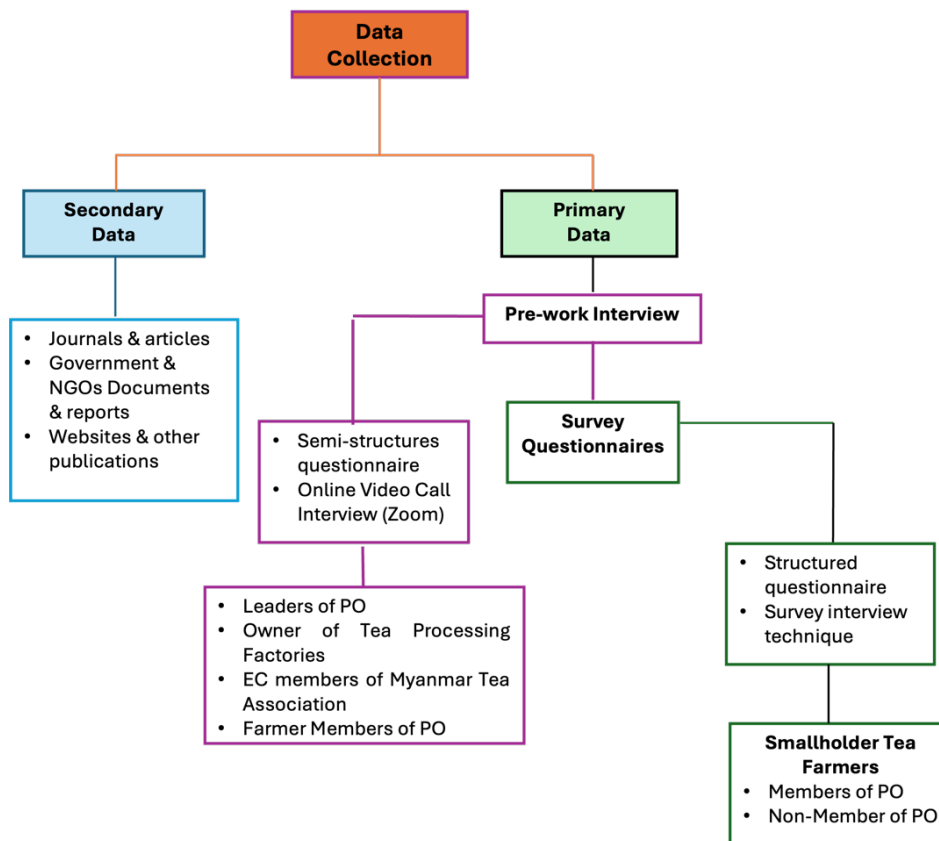 Data
Collection
Secondary
Data
Primary
Data
• Journals & articles
• Government &
NGOs Documents
& reports
• Websites & other
publications
Pre-work Interview
• Semi-structures
questionnaire
• Online Video Call
Interview (Zoom)
Survey
Questionnaires
• Leaders of PO
• Owner of Tea Processing
Factories
• EC members of Myanmar Tea
Association
• Farmer Members of PO
• Structured
questionnaire
• Survey interview
technique
Smallholder Tea
Farmers
• Members of PO
• Non-Member of PO